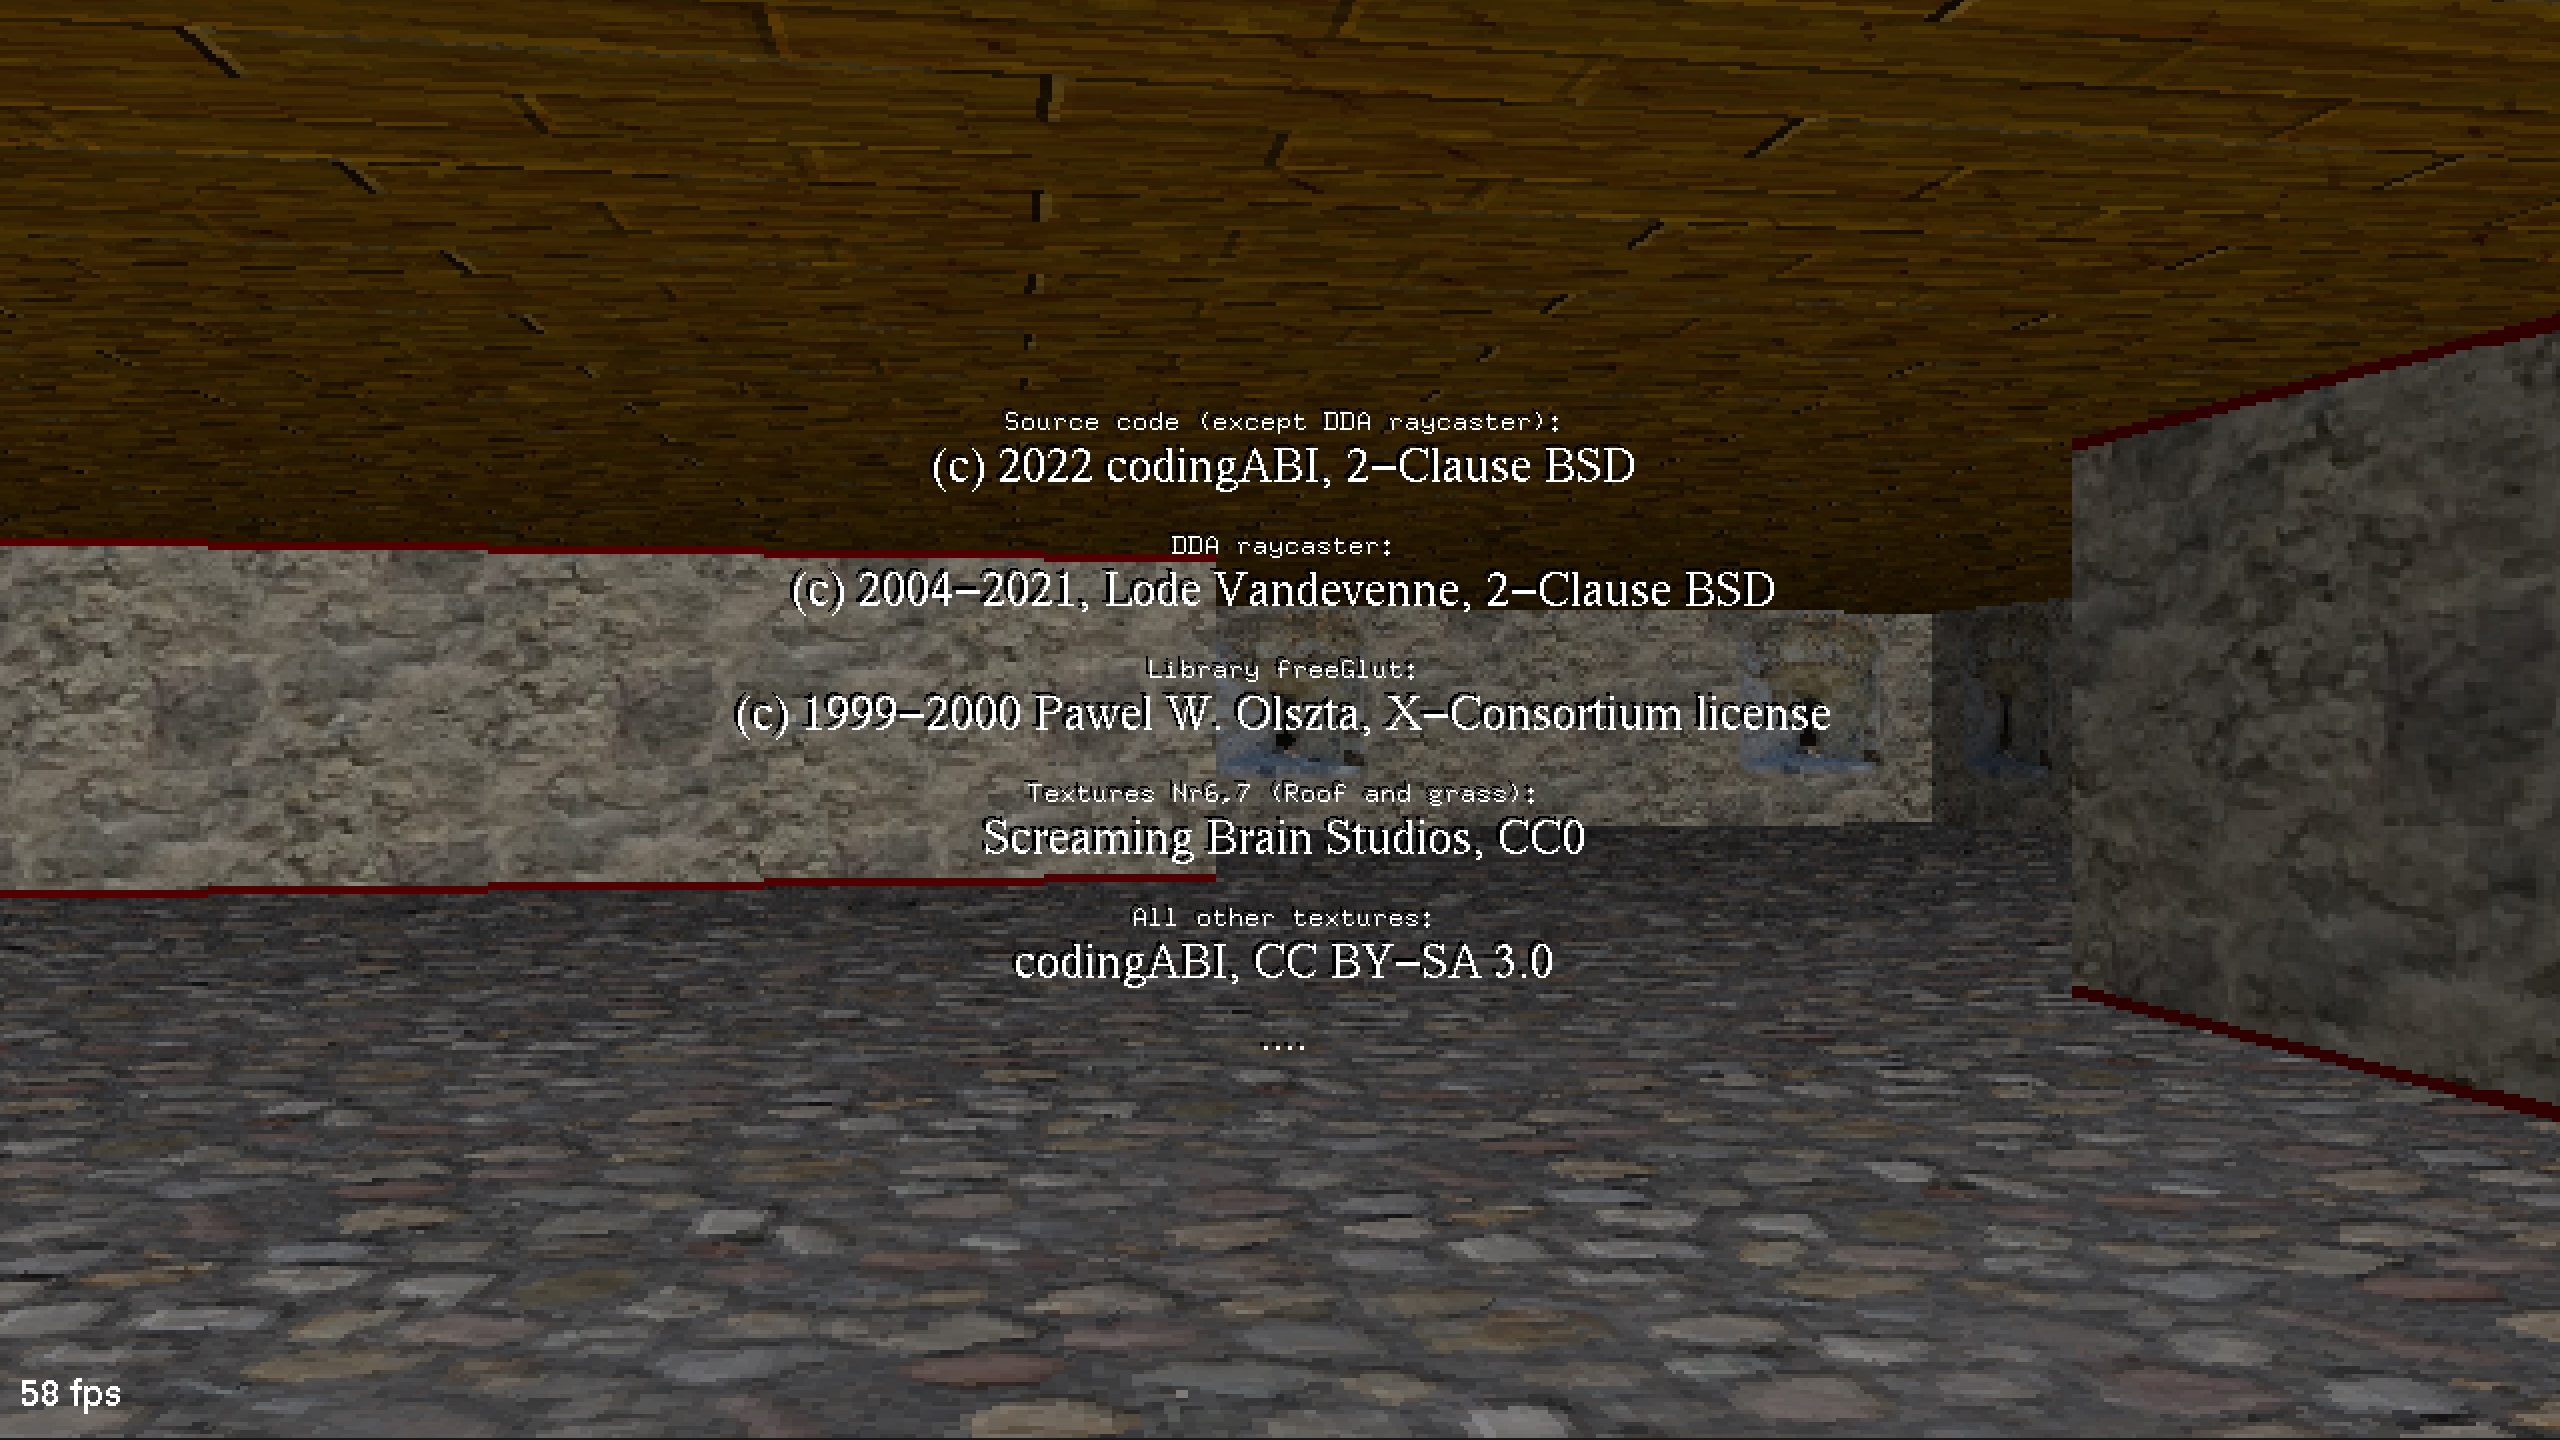 Source code (except DDA raycaster):
(c) 2022 codingABI, 2-Clause BSD
DDA raycaster:
(c) 2004-2021, Lode Vandevenne, 2-Clause BSD
Library freeGlut:
(c) 1999-2000 Pawel W. Olszta, X-Consortium license
Textures Nr6,7 (Roof and grass):
Screaming Brain Studios, CC0
All other textures:
codingABI, CC BY-SA 3.0
.....
58 fps